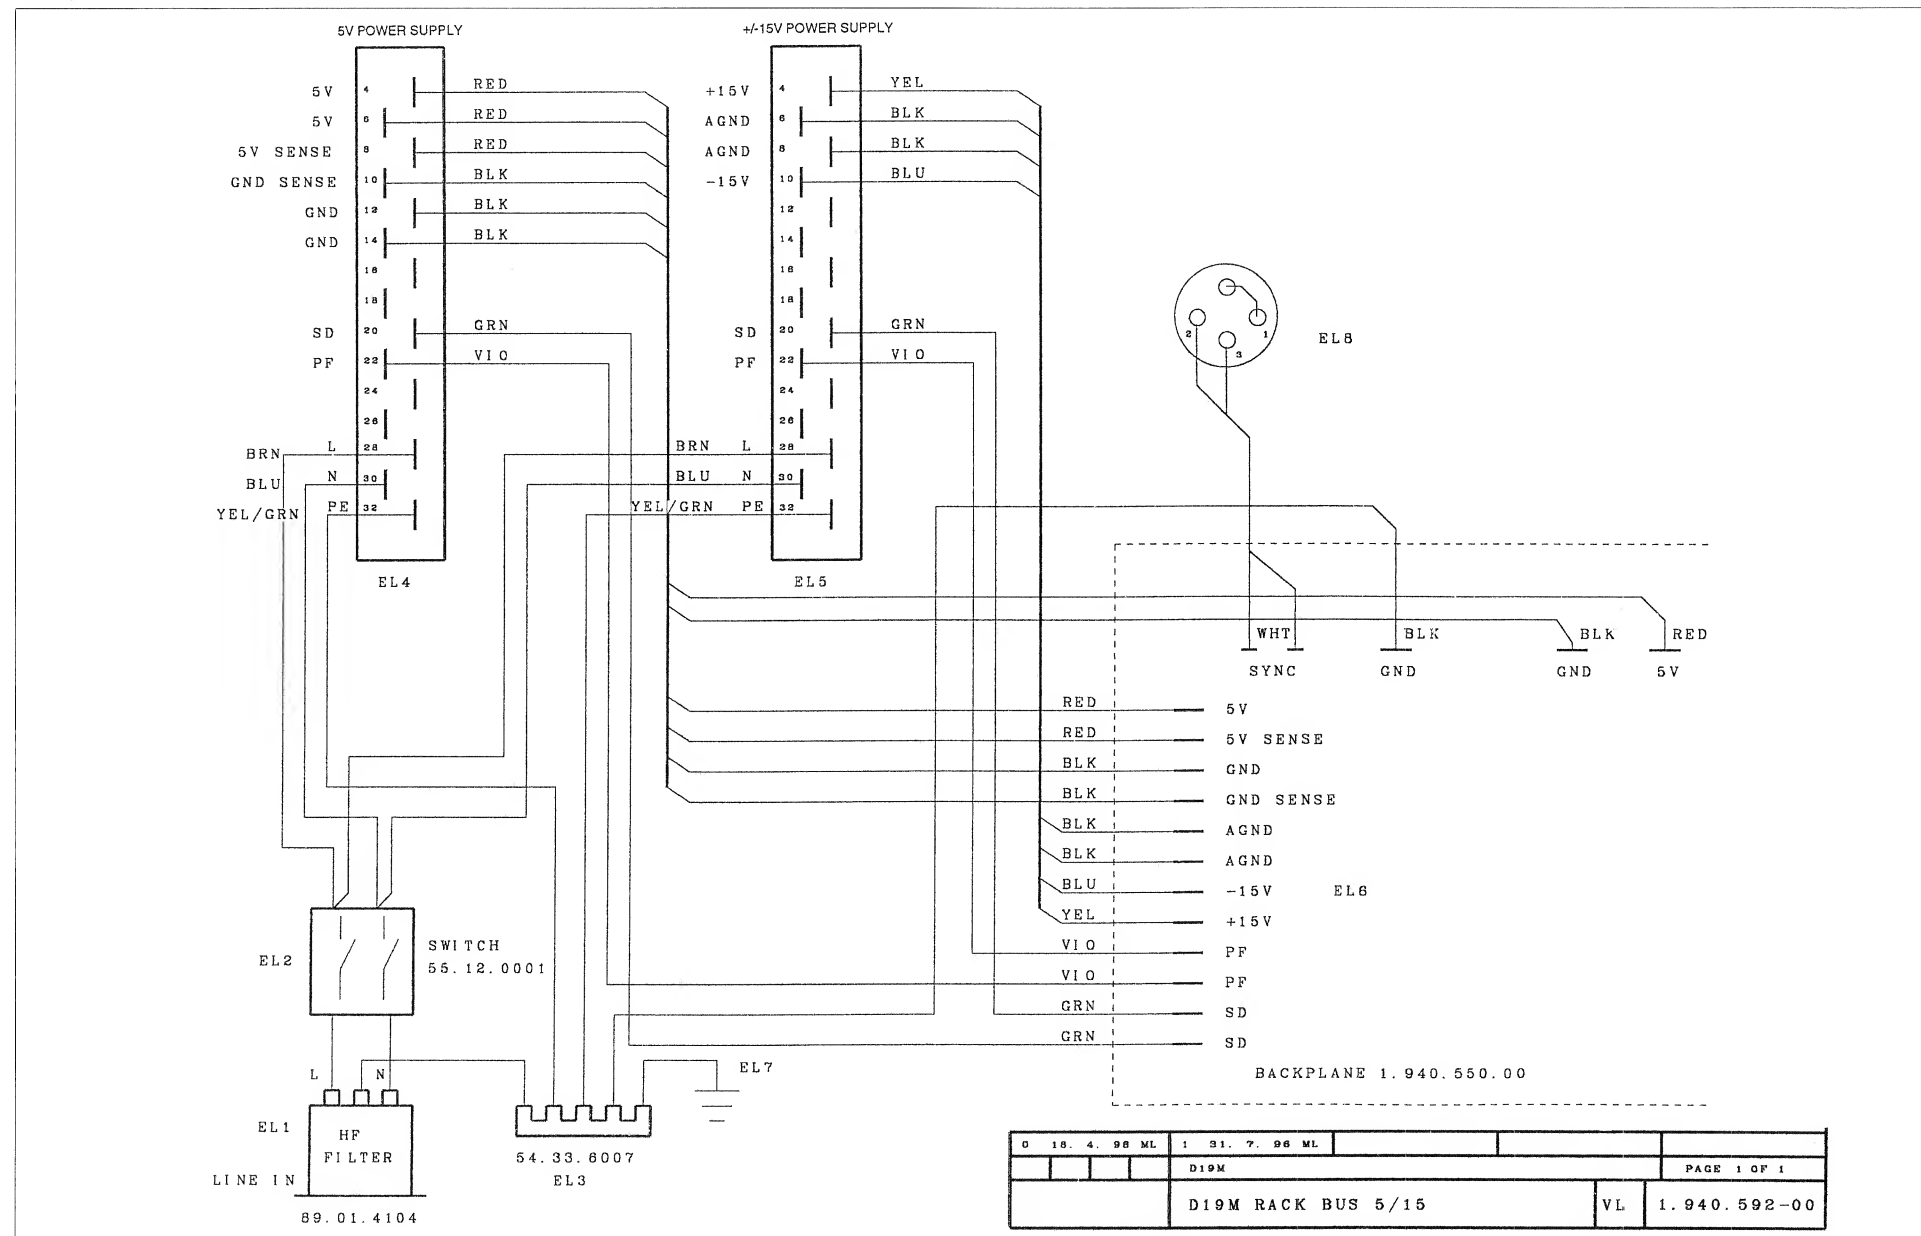 5V POWER SUPPLY
+/-15V POWER SUPPLY
5V 4 RED
5V 6 RED
5V SENSE 8 RED
GND SENSE 10 BLK
GND 12 BLK
GND 14 BLK
16
18
SD 20 GRN
PF 22 VIO
24
26
BRN L 28
BLU N 30
YEL/GRN PE 32
EL4
+15V 4 YEL
AGND 6 BLK
AGND 8 BLK
-15V 10 BLU
12
14
16
18
SD 20 GRN
PF 22 VIO
24
26
BRN L 28
BLU N 30
YEL/GRN PE 32
EL5
2 1
3
EL8
WHT BLK BLK RED
SYNC GND GND 5V
RED 5V
RED 5V SENSE
BLK GND
BLK GND SENSE
BLK AGND
BLK AGND
BLU -15V EL6
YEL +15V
VIO PF
VIO PF
GRN SD
GRN SD
BACKPLANE 1.940.550.00
EL2
SWITCH
55.12.0001
L N
EL7
EL1
HF
FILTER
LINE IN
89.01.4104
54.33.6007
EL3
1 31. 7. 96 ML
D19M PAGE 1 OF 1
D19M RACK BUS 5/15 VL 1.940.592-00